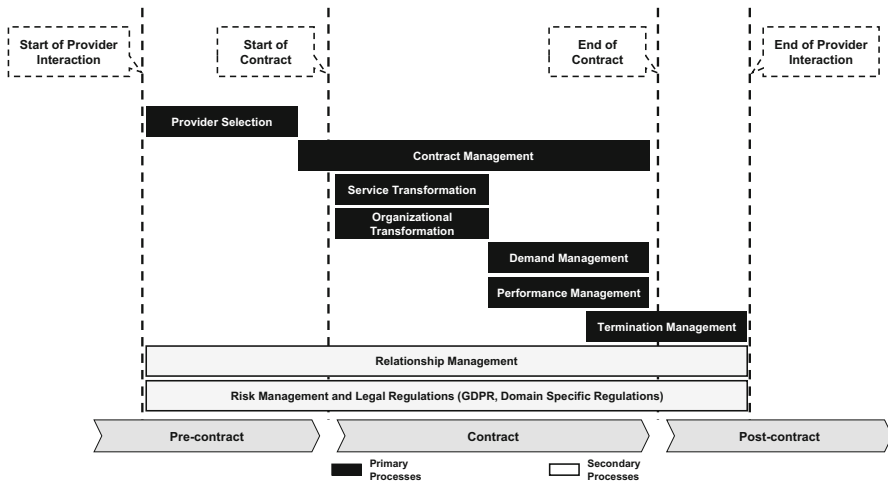 Start of Provider
Interaction
Start of
Contract
End of
Contract
End of Provider
Interaction
Provider Selection
Contract Management
Service Transformation
Organizational
Transformation
Demand Management
Performance Management
Termination Management
Relationship Management
Risk Management and Legal Regulations (GDPR, Domain Specific Regulations)
Pre-contract
Contract
Post-contract
Primary
Processes
Secondary
Processes